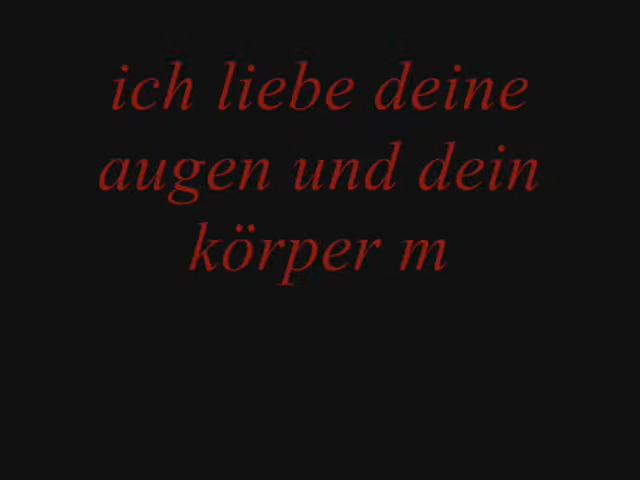 ich liebe deine
augen und dein
körper m